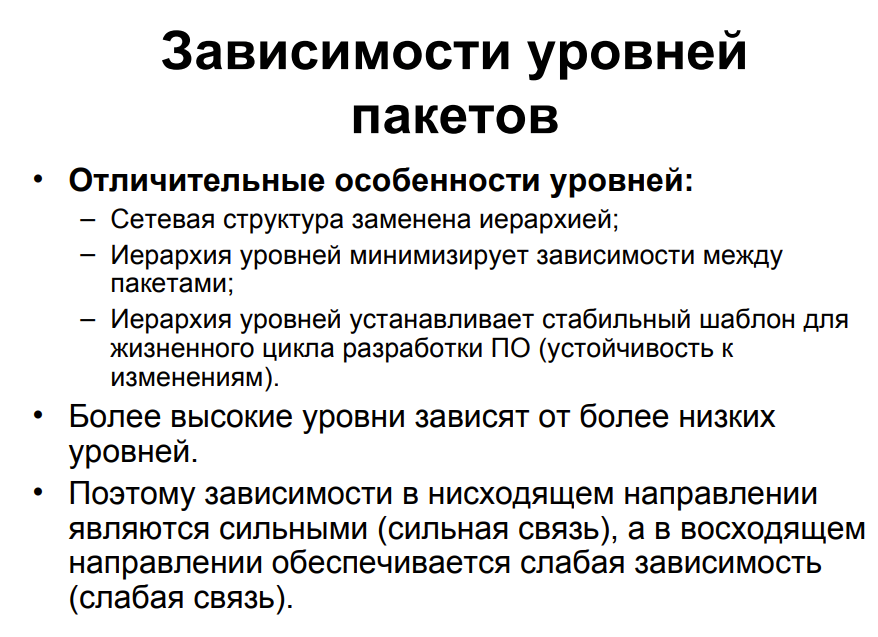 Зависимости уровней
пакетов
• Отличительные особенности уровней:
– Сетевая структура заменена иерархией;
– Иерархия уровней минимизирует зависимости между
пакетами;
– Иерархия уровней устанавливает стабильный шаблон для
жизненного цикла разработки ПО (устойчивость к
изменениям).
• Более высокие уровни зависят от более низких
уровней.
• Поэтому зависимости в нисходящем направлении
являются сильными (сильная связь), а в восходящем
направлении обеспечивается слабая зависимость
(слабая связь).